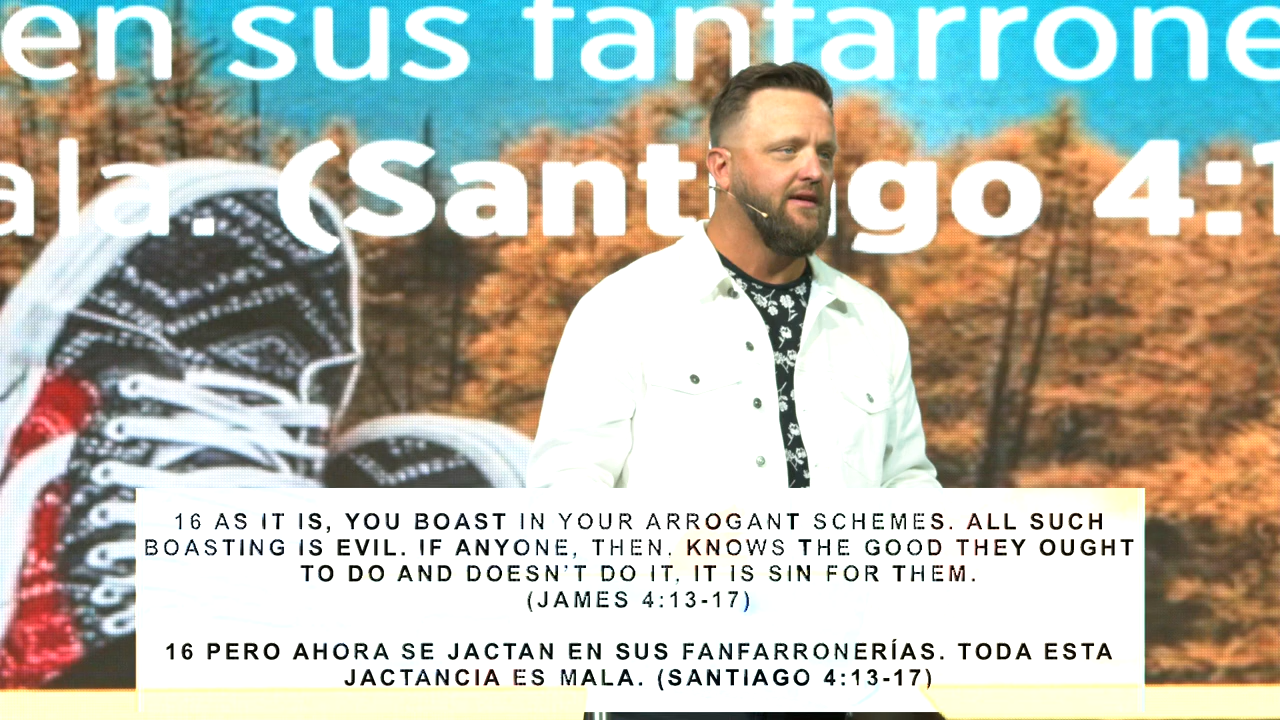 en sus fanfarrone
ala. (Santiago 4:1
16 AS IT IS, YOU BOAST IN YOUR ARROGANT SCHEMES. ALL SUCH
BOASTING IS EVIL. IF ANYONE, THEN, KNOWS THE GOOD THEY OUGHT
TO DO AND DOESN'T DO IT, IT IS SIN FOR THEM.
(JAMES 4:13-17)
16 PERO AHORA SE JACTAN EN SUS FANFARRONERÍAS. TODA ESTA
JACTANCIA ES MALA. (SANTIAGO 4:13-17)